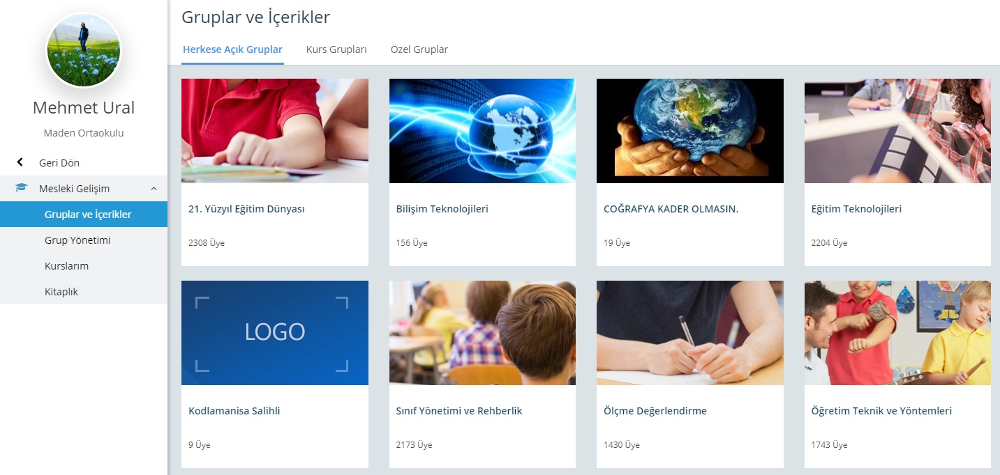 Mehmet Ural
Maden Ortaokulu
Geri Dön
Mesleki Gelişim
Gruplar ve İçerikler
Grup Yönetimi
Kurslarım
Kitaplık
Gruplar ve İçerikler
Herkese Açık Gruplar Kurs Grupları Özel Gruplar
21. Yüzyıl Eğitim Dünyası
2308 Üye
Bilişim Teknolojileri
156 Üye
COĞRAFYA KADER OLMASIN.
19 Üye
Eğitim Teknolojileri
2204 Üye
LOGO
Kodlamanisa Salihli
9 Üye
Sınıf Yönetimi ve Rehberlik
2173 Üye
Ölçme Değerlendirme
1430 Üye
Öğretim Teknik ve Yöntemleri
1743 Üye